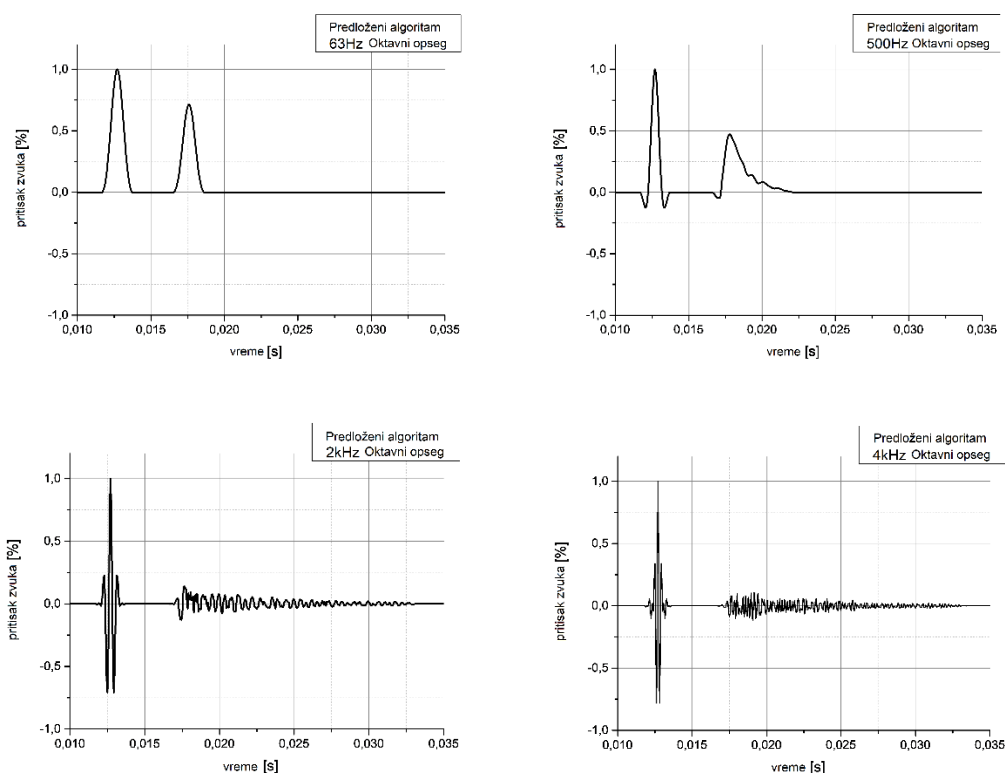 Predloženi algoritam
63Hz Oktavni opseg
1,0
0,5
0,0
-0,5
-1,0
pritisak zvuka [%]
0,010 0,015 0,020 0,025 0,030 0,035
vreme [s]
Predloženi algoritam
500Hz Oktavni opseg
1,0
0,5
0,0
-0,5
-1,0
pritisak zvuka [%]
0,010 0,015 0,020 0,025 0,030 0,035
vreme [s]
Predloženi algoritam
2kHz Oktavni opseg
1,0
0,5
0,0
-0,5
-1,0
pritisak zvuka [%]
0,010 0,015 0,020 0,025 0,030 0,035
vreme [s]
Predloženi algoritam
4kHz Oktavni opseg
1,0
0,5
0,0
-0,5
-1,0
pritisak zvuka [%]
0,010 0,015 0,020 0,025 0,030 0,035
vreme [s]